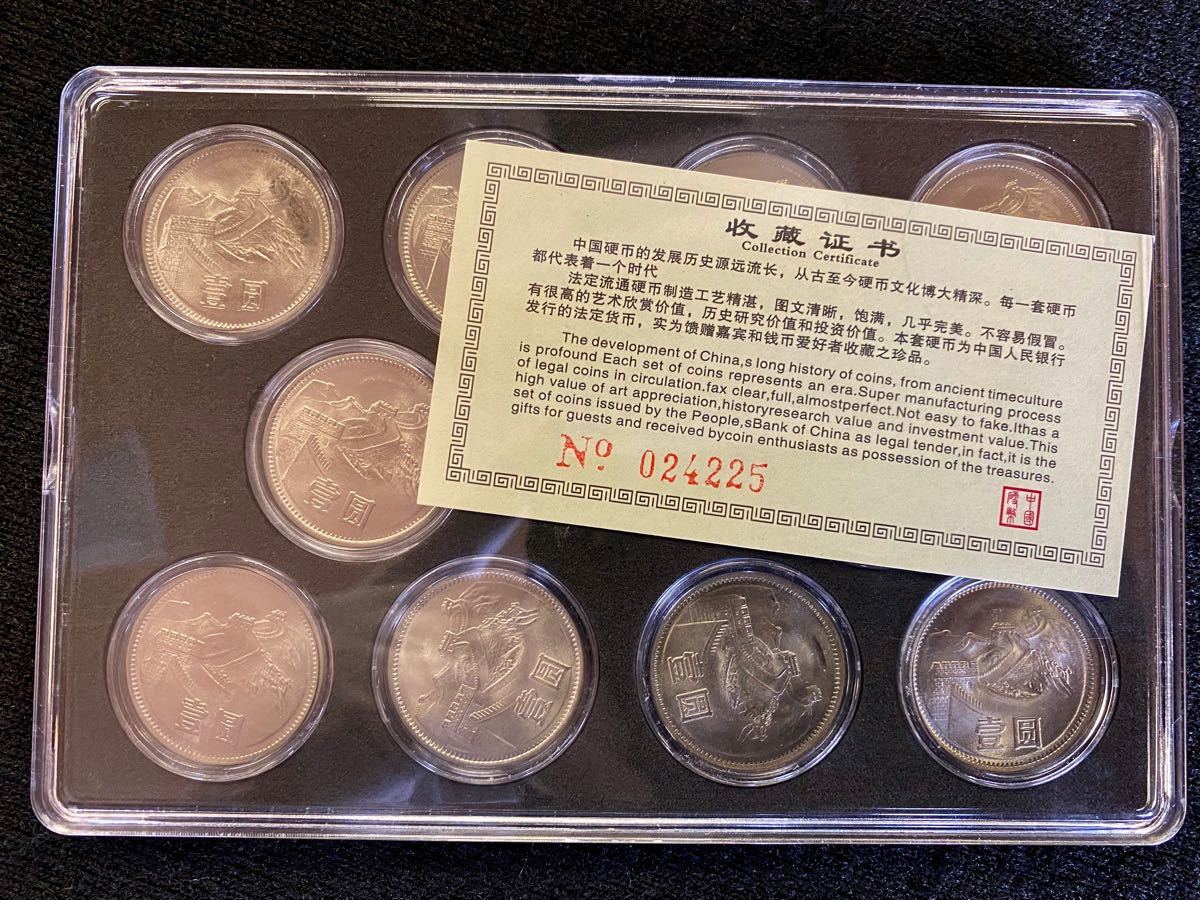 收藏证书
Collection Certificate
中国硬币的发展历史源远流长，从古至今硬币文化博大精深。每一套硬币
都代表着一个时代
法定流通硬币制造工艺精湛，图文清晰，饱满，几乎完美。不容易假冒。
有很高的艺术欣赏价值，历史研究价值和投资价值。本套硬币为中国人民银行
发行的法定货币，实为馈赠嘉宾和钱币爱好者收藏之珍品。
The development of China,s long history of coins, from ancient timeculture
is profound Each set of coins represents an era.Super manufacturing process
of legal coins in circulation.fax clear,full,almostperfect.Not easy to fake.Ithas a
high value of art appreciation,historyresearch value and investment value.This
set of coins issued by the People,sBank of China as legal tender,in fact,it is the
gifts for guests and received bycoin enthusiasts as possession of the treasures.
Nº 024225
中國
硬幣
壹圆
壹圆
壹圆
壹圆
壹圆
壹圆